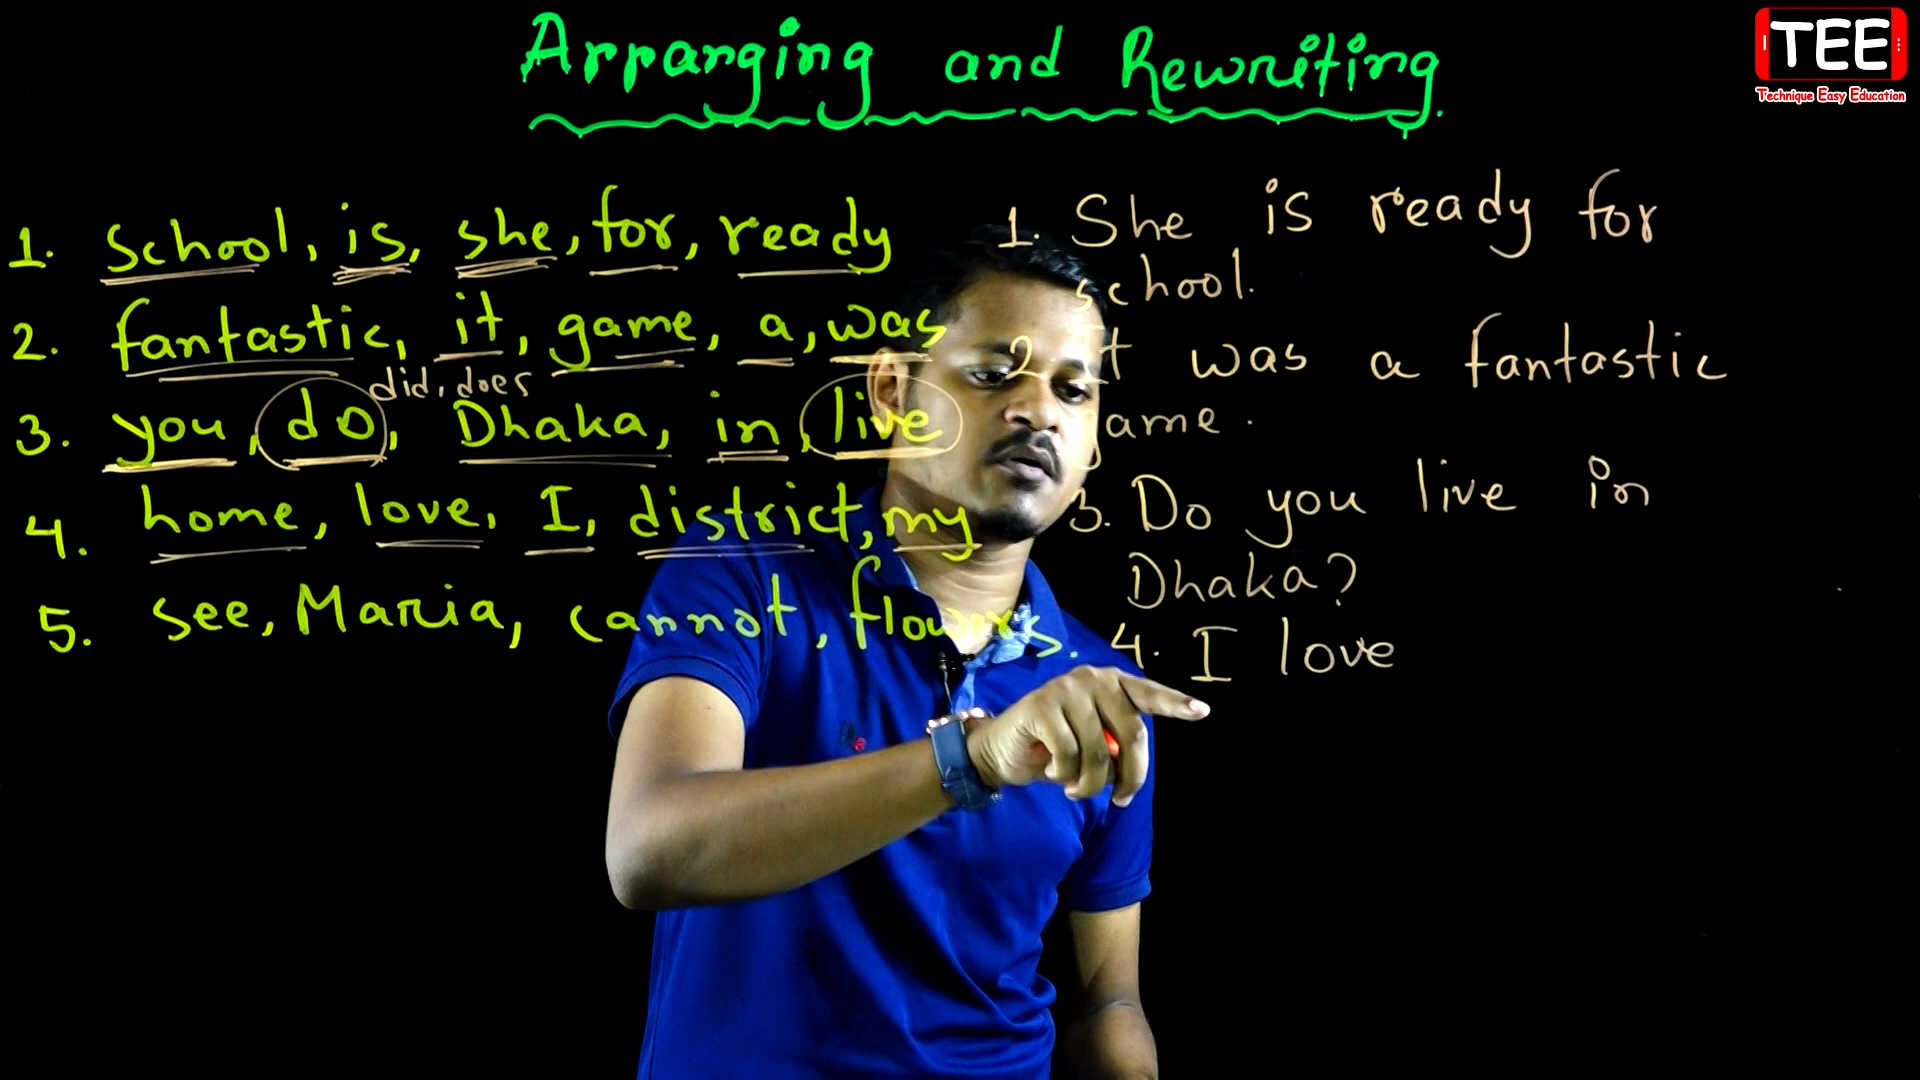 Arranging and Rewriting
TEE
Technique Easy Education
1. School, is, she, for, ready
2. fantastic, it, game, a, was
did, does
3. you, do, Dhaka, in, live
4. home, love, I, district, my
5. see, Maria, cannot, flowers.
1. She is ready for
school.
2. It was a fantastic
game.
3. Do you live in
Dhaka?
4. I love